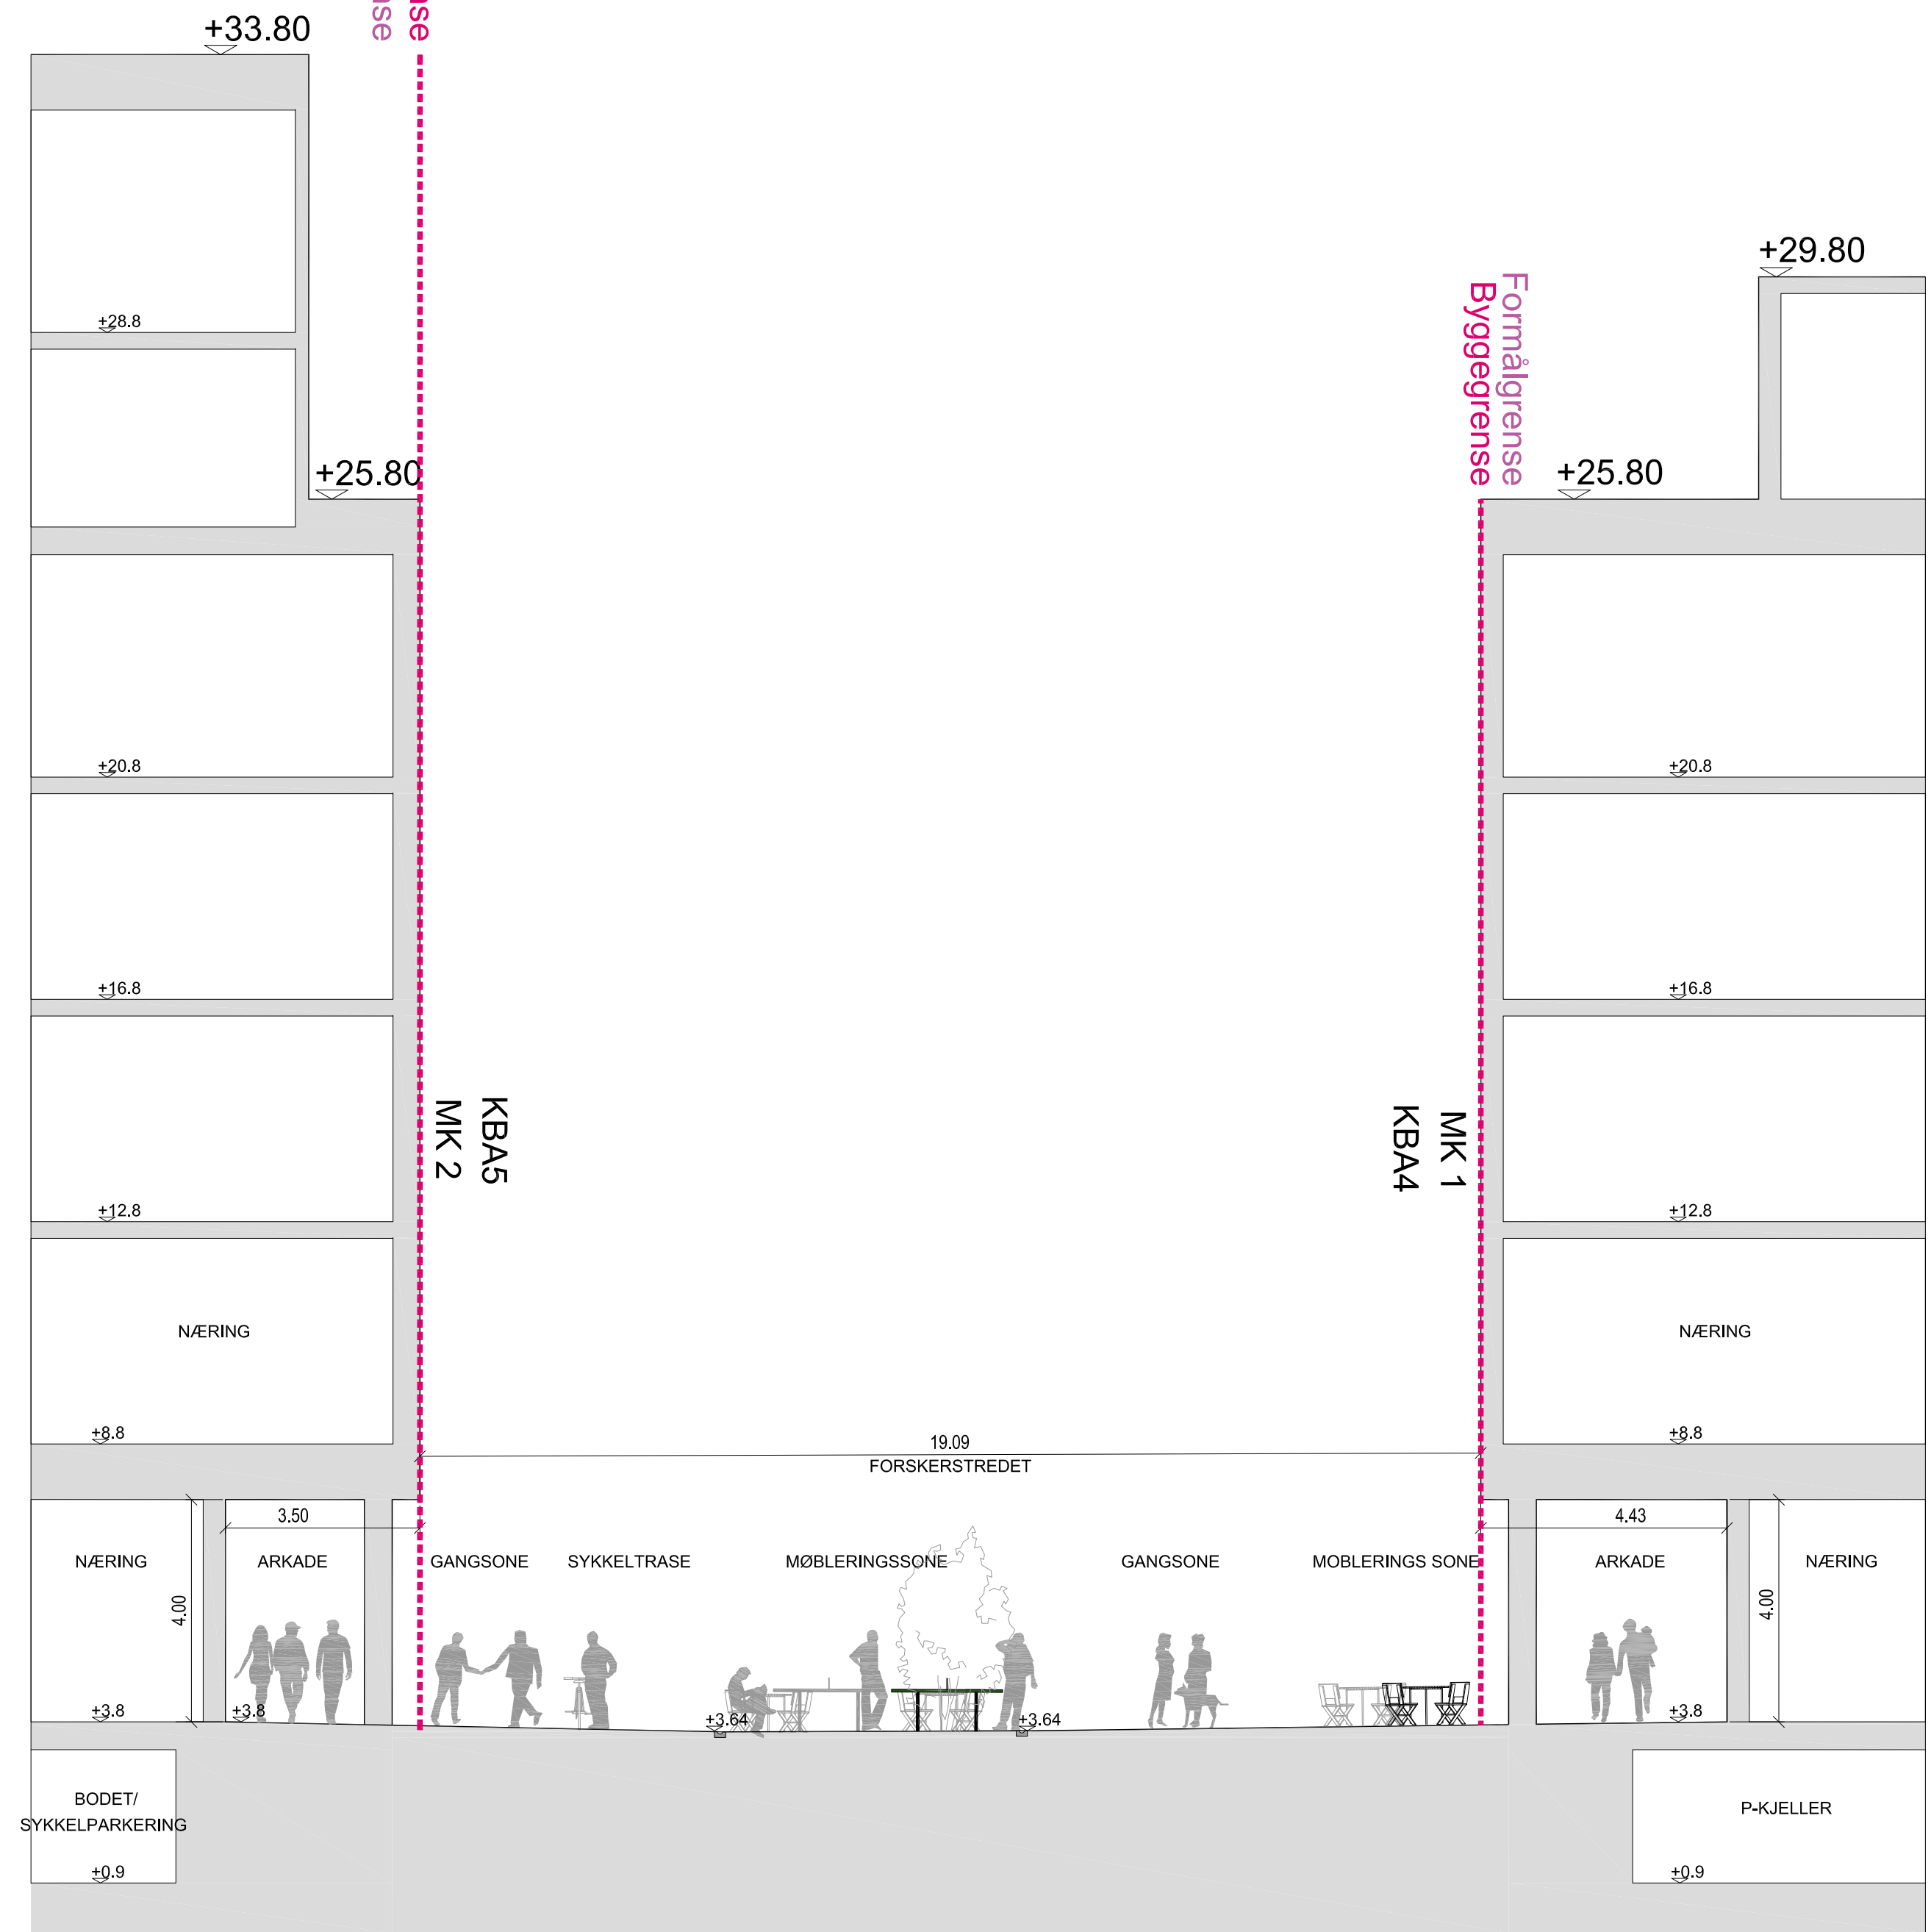 +33.80
nse
nse
+29.80
Formålgrense
Byggegrense
+28.8
+25.80
+25.80
+20.8
+20.8
+16.8
+16.8
KBA5
MK 2
MK 1
KBA4
+12.8
+12.8
NÆRING
NÆRING
+8.8
+8.8
19.09
FORSKERSTREDET
3.50
4.43
NÆRING
ARKADE
GANGSONE
SYKKELTRASE
MØBLERINGSSONE
GANGSONE
MOBLERINGS SONE
ARKADE
NÆRING
4.00
4.00
+3.8
+3.8
+3.64
+3.64
+3.8
BODET/
SYKKELPARKERING
P-KJELLER
+0.9
+0.9